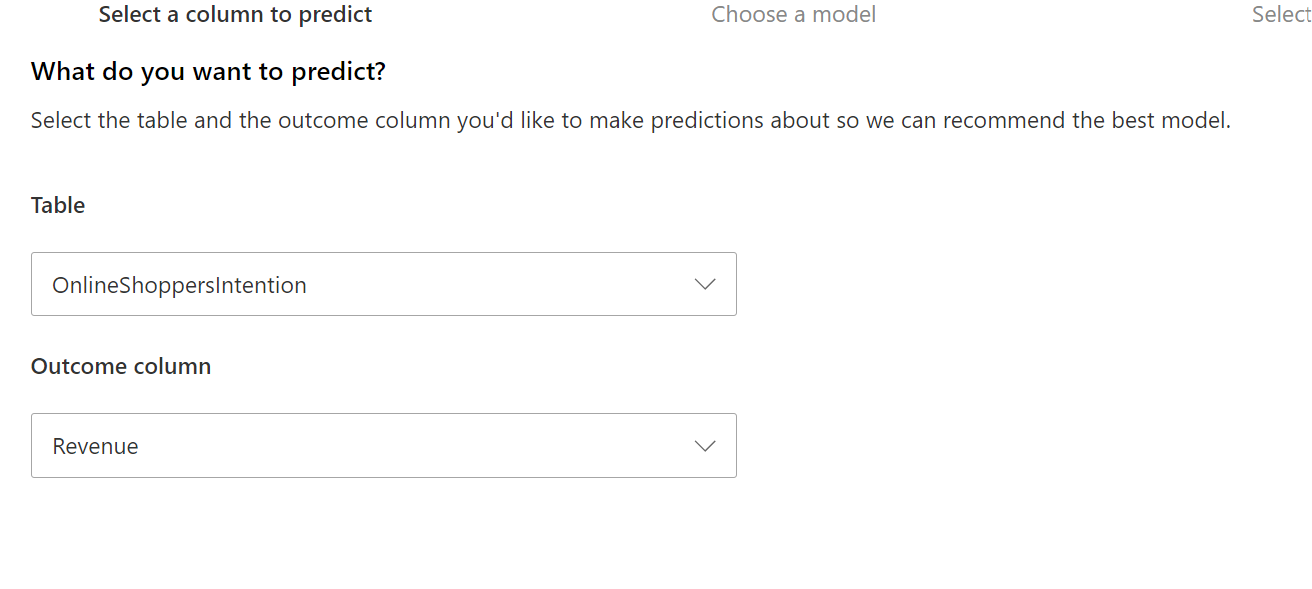 Select a column to predict
Choose a model
Select
What do you want to predict?
Select the table and the outcome column you'd like to make predictions about so we can recommend the best model.
Table
OnlineShoppersIntention
Outcome column
Revenue